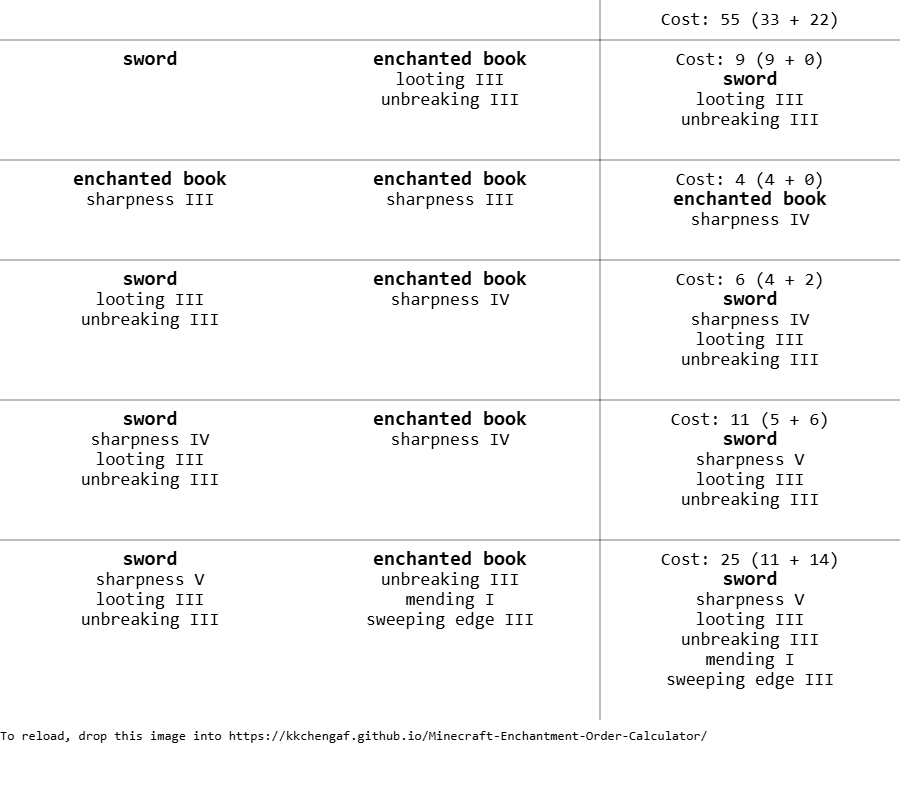 Cost: 55 (33 + 22)
sword
enchanted book
looting III
unbreaking III
Cost: 9 (9 + 0)
sword
looting III
unbreaking III
enchanted book
sharpness III
enchanted book
sharpness III
Cost: 4 (4 + 0)
enchanted book
sharpness IV
sword
looting III
unbreaking III
enchanted book
sharpness IV
Cost: 6 (4 + 2)
sword
sharpness IV
looting III
unbreaking III
sword
sharpness IV
looting III
unbreaking III
enchanted book
sharpness IV
Cost: 11 (5 + 6)
sword
sharpness V
looting III
unbreaking III
sword
sharpness V
looting III
unbreaking III
enchanted book
unbreaking III
mending I
sweeping edge III
Cost: 25 (11 + 14)
sword
sharpness V
looting III
unbreaking III
mending I
sweeping edge III
To reload, drop this image into https://kkchengaf.github.io/Minecraft-Enchantment-Order-Calculator/